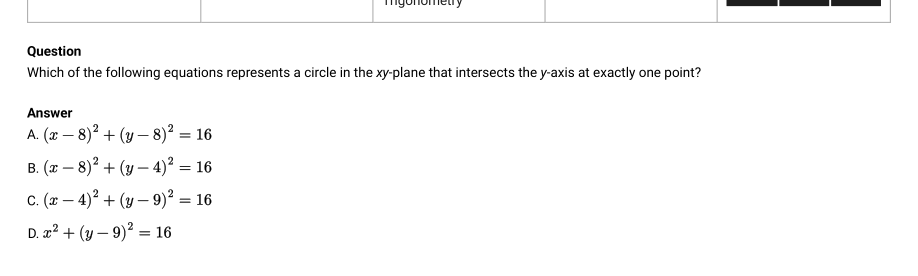 Trigonometry
Question
Which of the following equations represents a circle in the xy-plane that intersects the y-axis at exactly one point?
Answer
A. (x − 8)² + (y − 8)² = 16
B. (x − 8)² + (y − 4)² = 16
C. (x − 4)² + (y − 9)² = 16
D. x² + (y − 9)² = 16